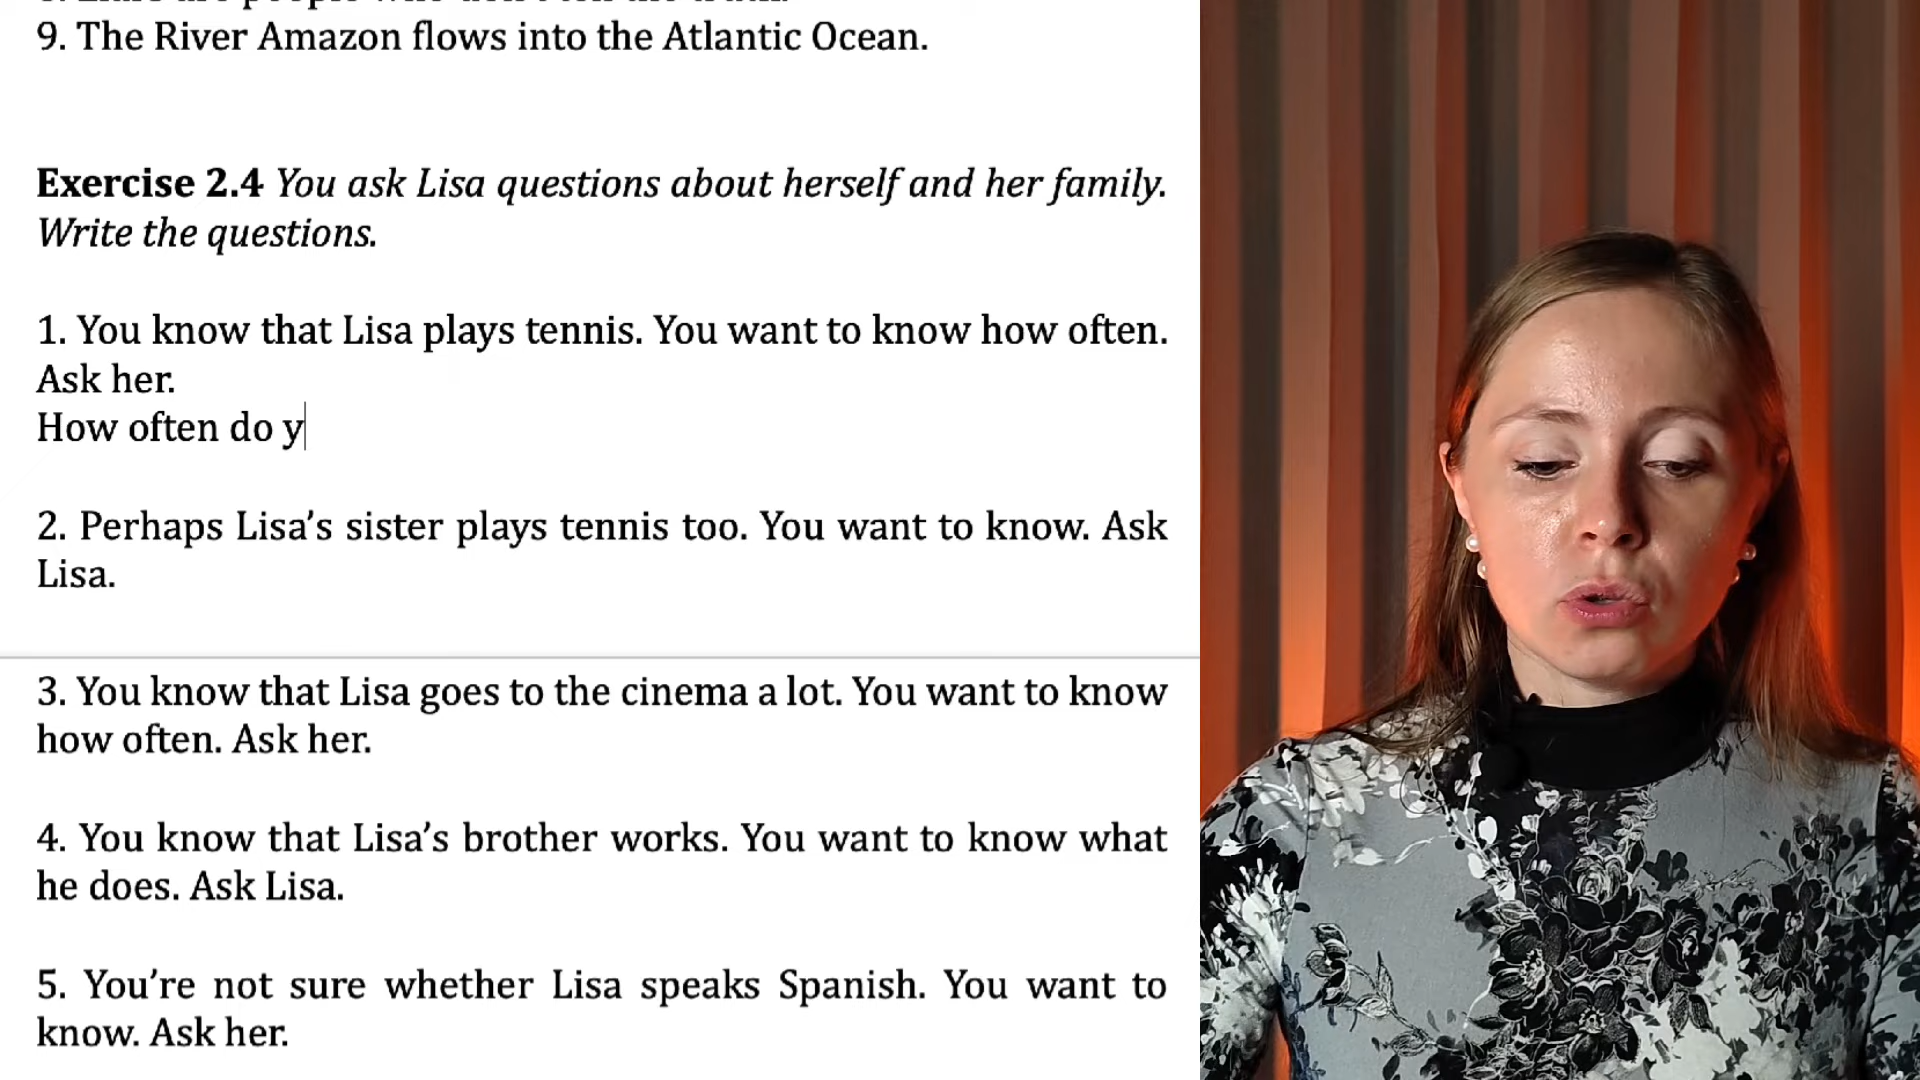 9. The River Amazon flows into the Atlantic Ocean.
Exercise 2.4 You ask Lisa questions about herself and her family.
Write the questions.
1. You know that Lisa plays tennis. You want to know how often.
Ask her.
How often do y
2. Perhaps Lisa’s sister plays tennis too. You want to know. Ask
Lisa.
3. You know that Lisa goes to the cinema a lot. You want to know
how often. Ask her.
4. You know that Lisa’s brother works. You want to know what
he does. Ask Lisa.
5. You’re not sure whether Lisa speaks Spanish. You want to
know. Ask her.